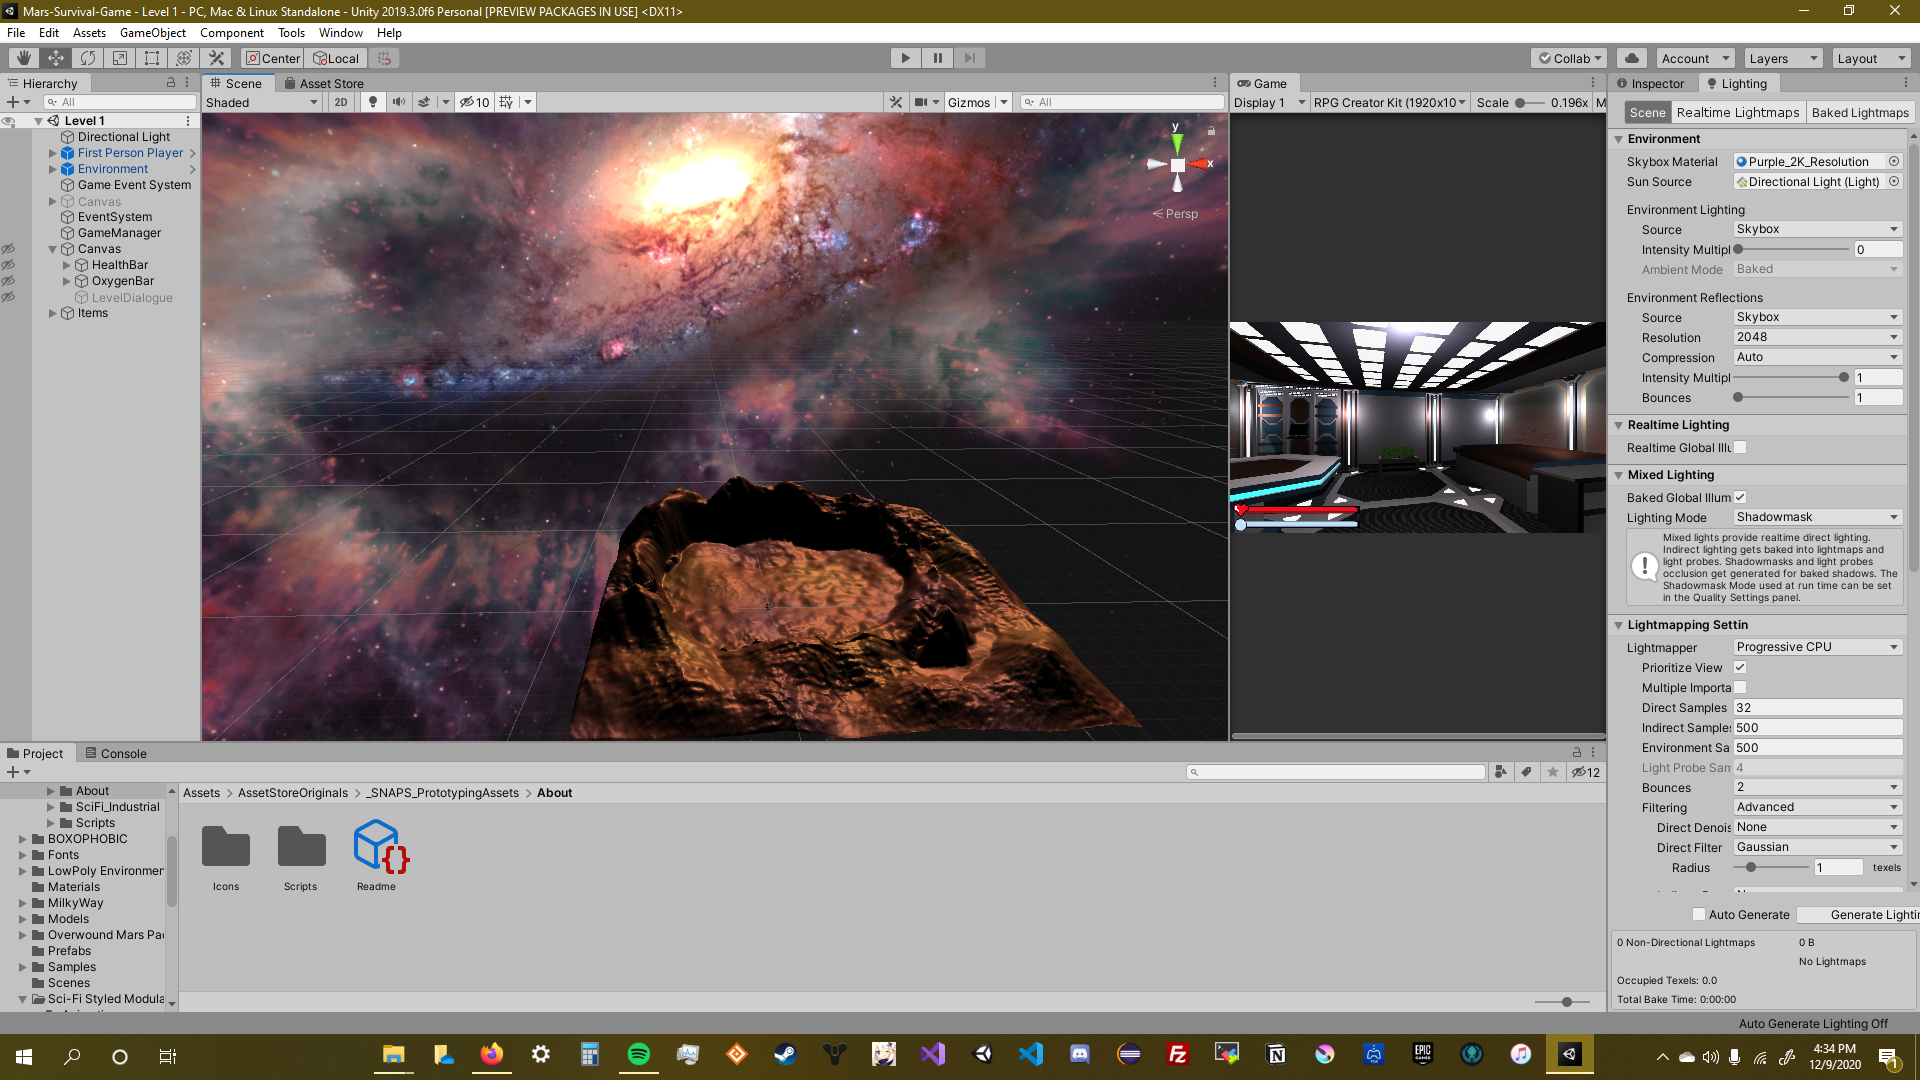 Mars-Survival-Game - Level 1 - PC, Mac & Linux Standalone - Unity 2019.3.0f6 Personal [PREVIEW PACKAGES IN USE] <DX11>
File Edit Assets GameObject Component Tools Window Help
Center Local
Collab Account Layers Layout
Hierarchy
All
Level 1
Directional Light
First Person Player
Environment
Game Event System
Canvas
EventSystem
GameManager
Canvas
HealthBar
OxygenBar
LevelDialogue
Items
Scene Asset Store
Shaded 2D 10 Gizmos All
y
x
Persp
Game
Display 1 RPG Creator Kit (1920x10 Scale 0.196x M
Inspector Lighting
Scene Realtime Lightmaps Baked Lightmaps
Environment
Skybox Material Purple_2K_Resolution
Sun Source Directional Light (Light)
Environment Lighting
Source Skybox
Intensity Multipl 0
Ambient Mode Baked
Environment Reflections
Source Skybox
Resolution 2048
Compression Auto
Intensity Multipl 1
Bounces 1
Realtime Lighting
Realtime Global Illu
Mixed Lighting
Baked Global Illum
Lighting Mode Shadowmask
Mixed lights provide realtime direct lighting.
Indirect lighting gets baked into lightmaps and
light probes. Shadowmasks and light probes
occlusion get generated for baked shadows. The
Shadowmask Mode used at run time can be set
in the Quality Settings panel.
Lightmapping Settin
Lightmapper Progressive CPU
Prioritize View
Multiple Importa
Direct Samples 32
Indirect Samples 500
Environment Sa 500
Light Probe Sam 4
Bounces 2
Filtering Advanced
Direct Denois None
Direct Filter Gaussian
Radius 1 texels
Auto Generate Generate Lightin
0 Non-Directional Lightmaps 0 B
No Lightmaps
Occupied Texels: 0.0
Total Bake Time: 0:00:00
Auto Generate Lighting Off
Project Console
12
About
SciFi_Industrial
Scripts
BOXOPHOBIC
Fonts
LowPoly Environmen
Materials
MilkyWay
Models
Overwound Mars Pac
Prefabs
Samples
Scenes
Sci-Fi Styled Modula
Assets > AssetStoreOriginals > _SNAPS_PrototypingAssets > About
Icons
Scripts
Readme
4:34 PM
12/9/2020
1